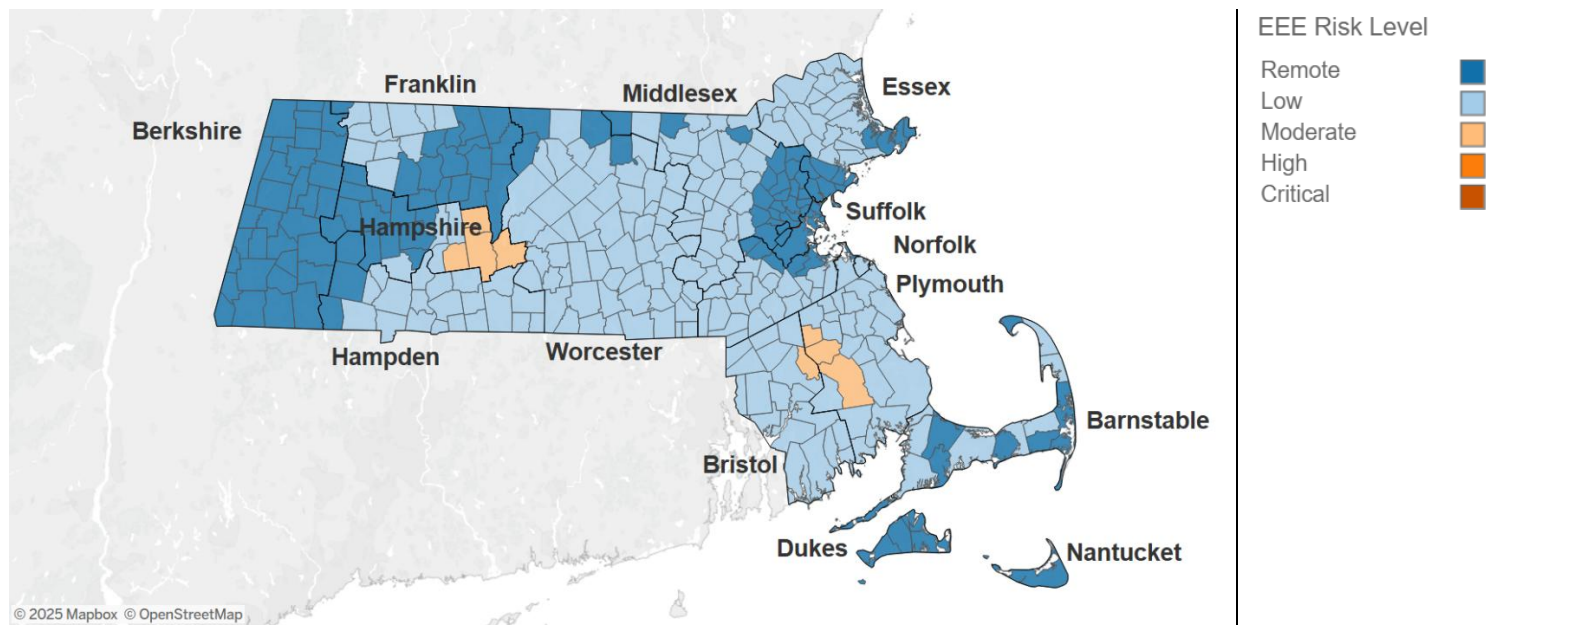 EEE Risk Level
Remote
Low
Moderate
High
Critical
Franklin
Middlesex
Essex
Berkshire
Suffolk
Hampshire
Norfolk
Plymouth
Hampden
Worcester
Barnstable
Bristol
Dukes
Nantucket
© 2025 Mapbox © OpenStreetMap